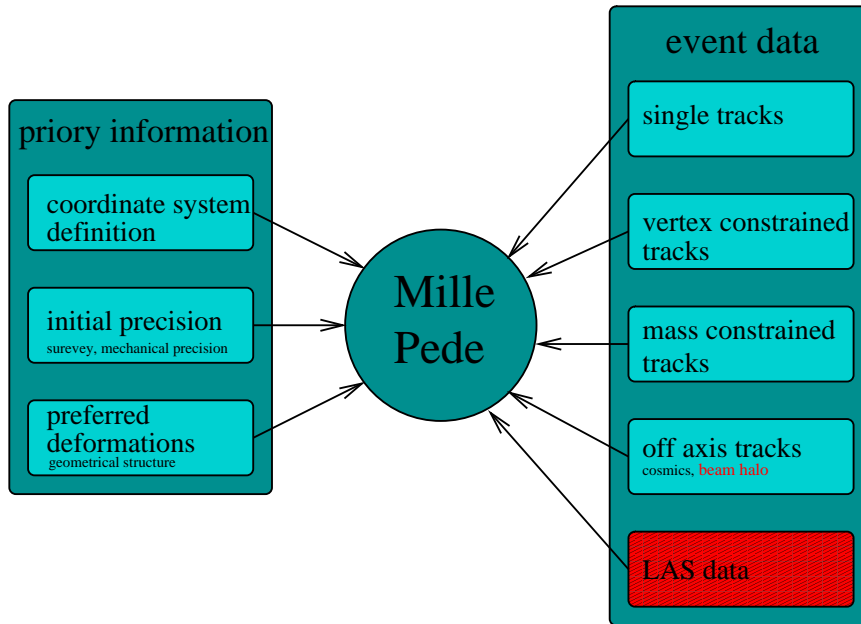 priory information
coordinate system
definition
initial precision
surevey, mechanical precision
preferred
deformations
geometrical structure
Mille
Pede
event data
single tracks
vertex constrained
tracks
mass constrained
tracks
off axis tracks
cosmics, beam halo
LAS data